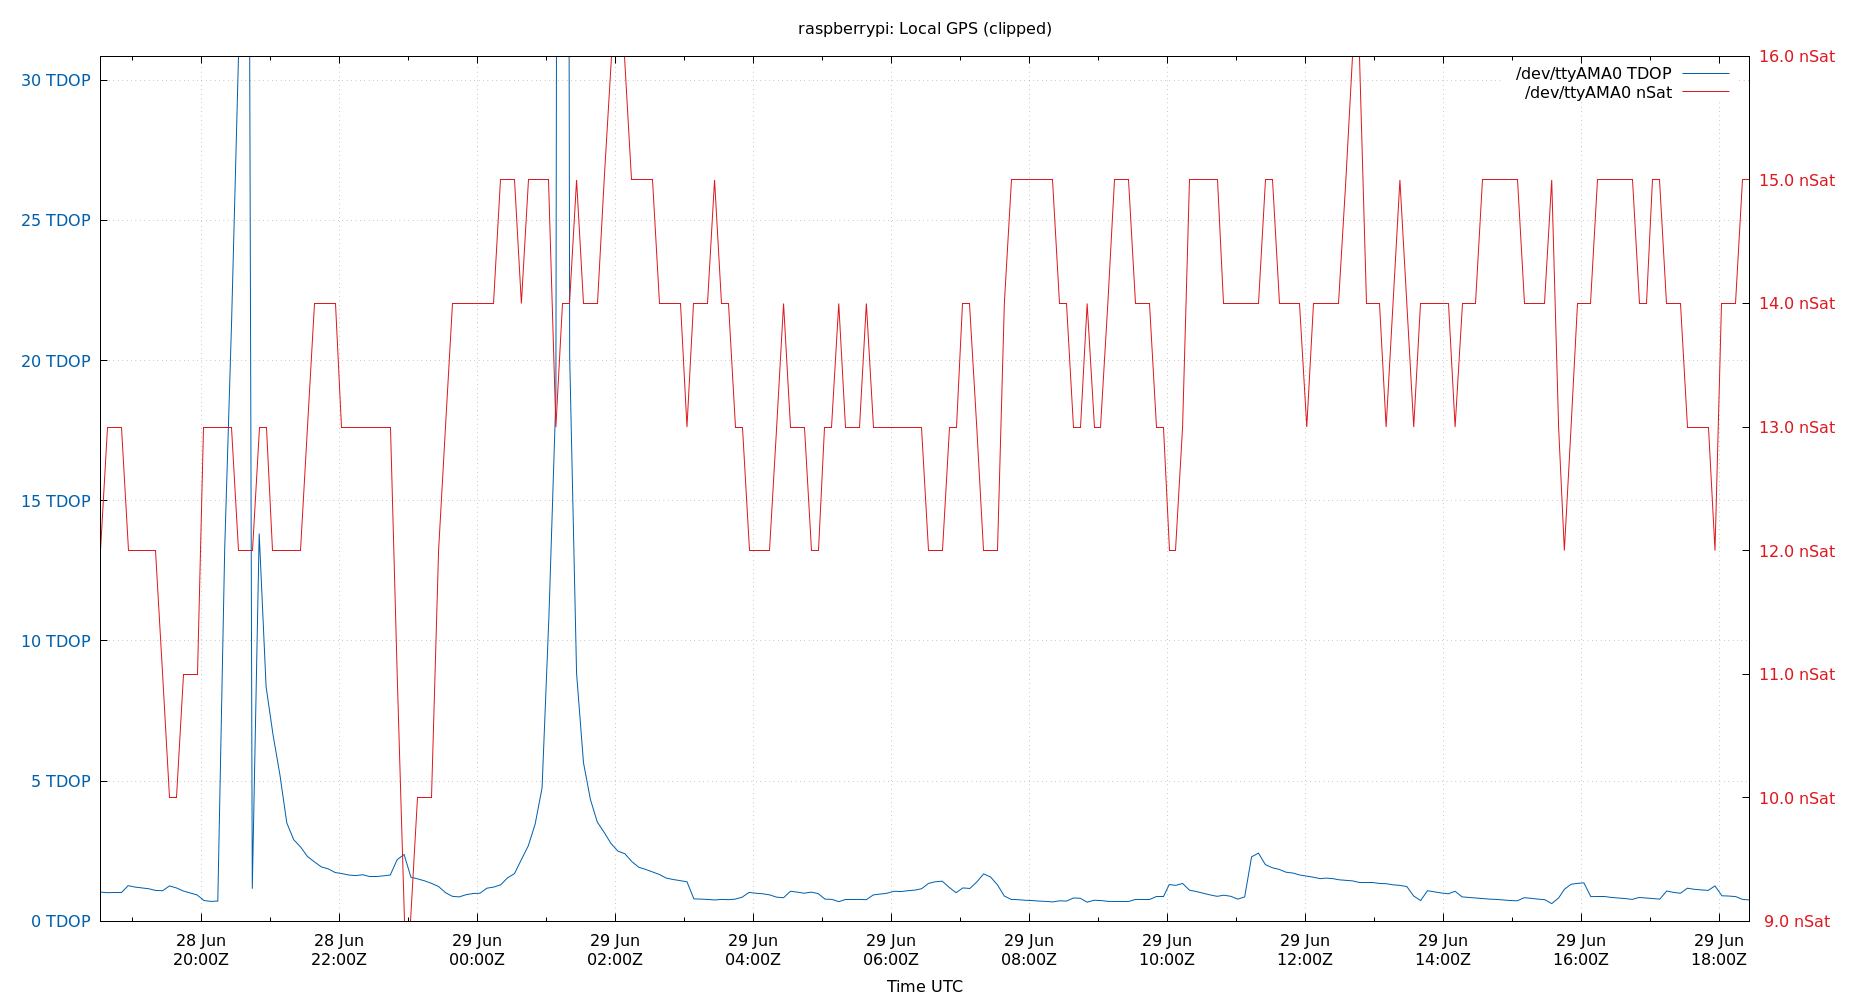 raspberrypi: Local GPS (clipped)
/dev/ttyAMA0 TDOP
/dev/ttyAMA0 nSat
30 TDOP
25 TDOP
20 TDOP
15 TDOP
10 TDOP
5 TDOP
0 TDOP
16.0 nSat
15.0 nSat
14.0 nSat
13.0 nSat
12.0 nSat
11.0 nSat
10.0 nSat
9.0 nSat
28 Jun
20:00Z
28 Jun
22:00Z
29 Jun
00:00Z
29 Jun
02:00Z
29 Jun
04:00Z
29 Jun
06:00Z
29 Jun
08:00Z
29 Jun
10:00Z
29 Jun
12:00Z
29 Jun
14:00Z
29 Jun
16:00Z
29 Jun
18:00Z
Time UTC